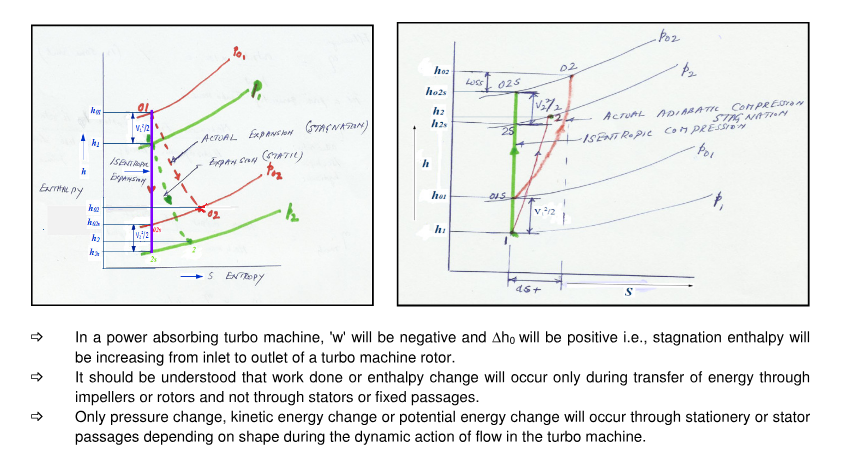 p01
01
P1
h01
V₁²/2
h1
ACTUAL EXPANSION (STAGNATION)
h
ISENTROPIC
EXPANSION
EXPANSION (STATIC)
ENTHALPY
p02
h02
02
h02s
02s
V₂²/2
P2
h2
2
h2s
2s
S ENTROPY
p02
h02
02
LOSS
h02s
02S
p2
V₂²/2
h2
2
ACTUAL ADIABATIC COMPRESSION
STAGNATION
h2s
2S
ISENTROPIC COMPRESSION
p01
h
h01
01S
V₁²/2
p1
h1
1
ds+
S
⇨ In a power absorbing turbo machine, 'w' will be negative and Δh₀ will be positive i.e., stagnation enthalpy will
be increasing from inlet to outlet of a turbo machine rotor.
⇨ It should be understood that work done or enthalpy change will occur only during transfer of energy through
impellers or rotors and not through stators or fixed passages.
⇨ Only pressure change, kinetic energy change or potential energy change will occur through stationery or stator
passages depending on shape during the dynamic action of flow in the turbo machine.